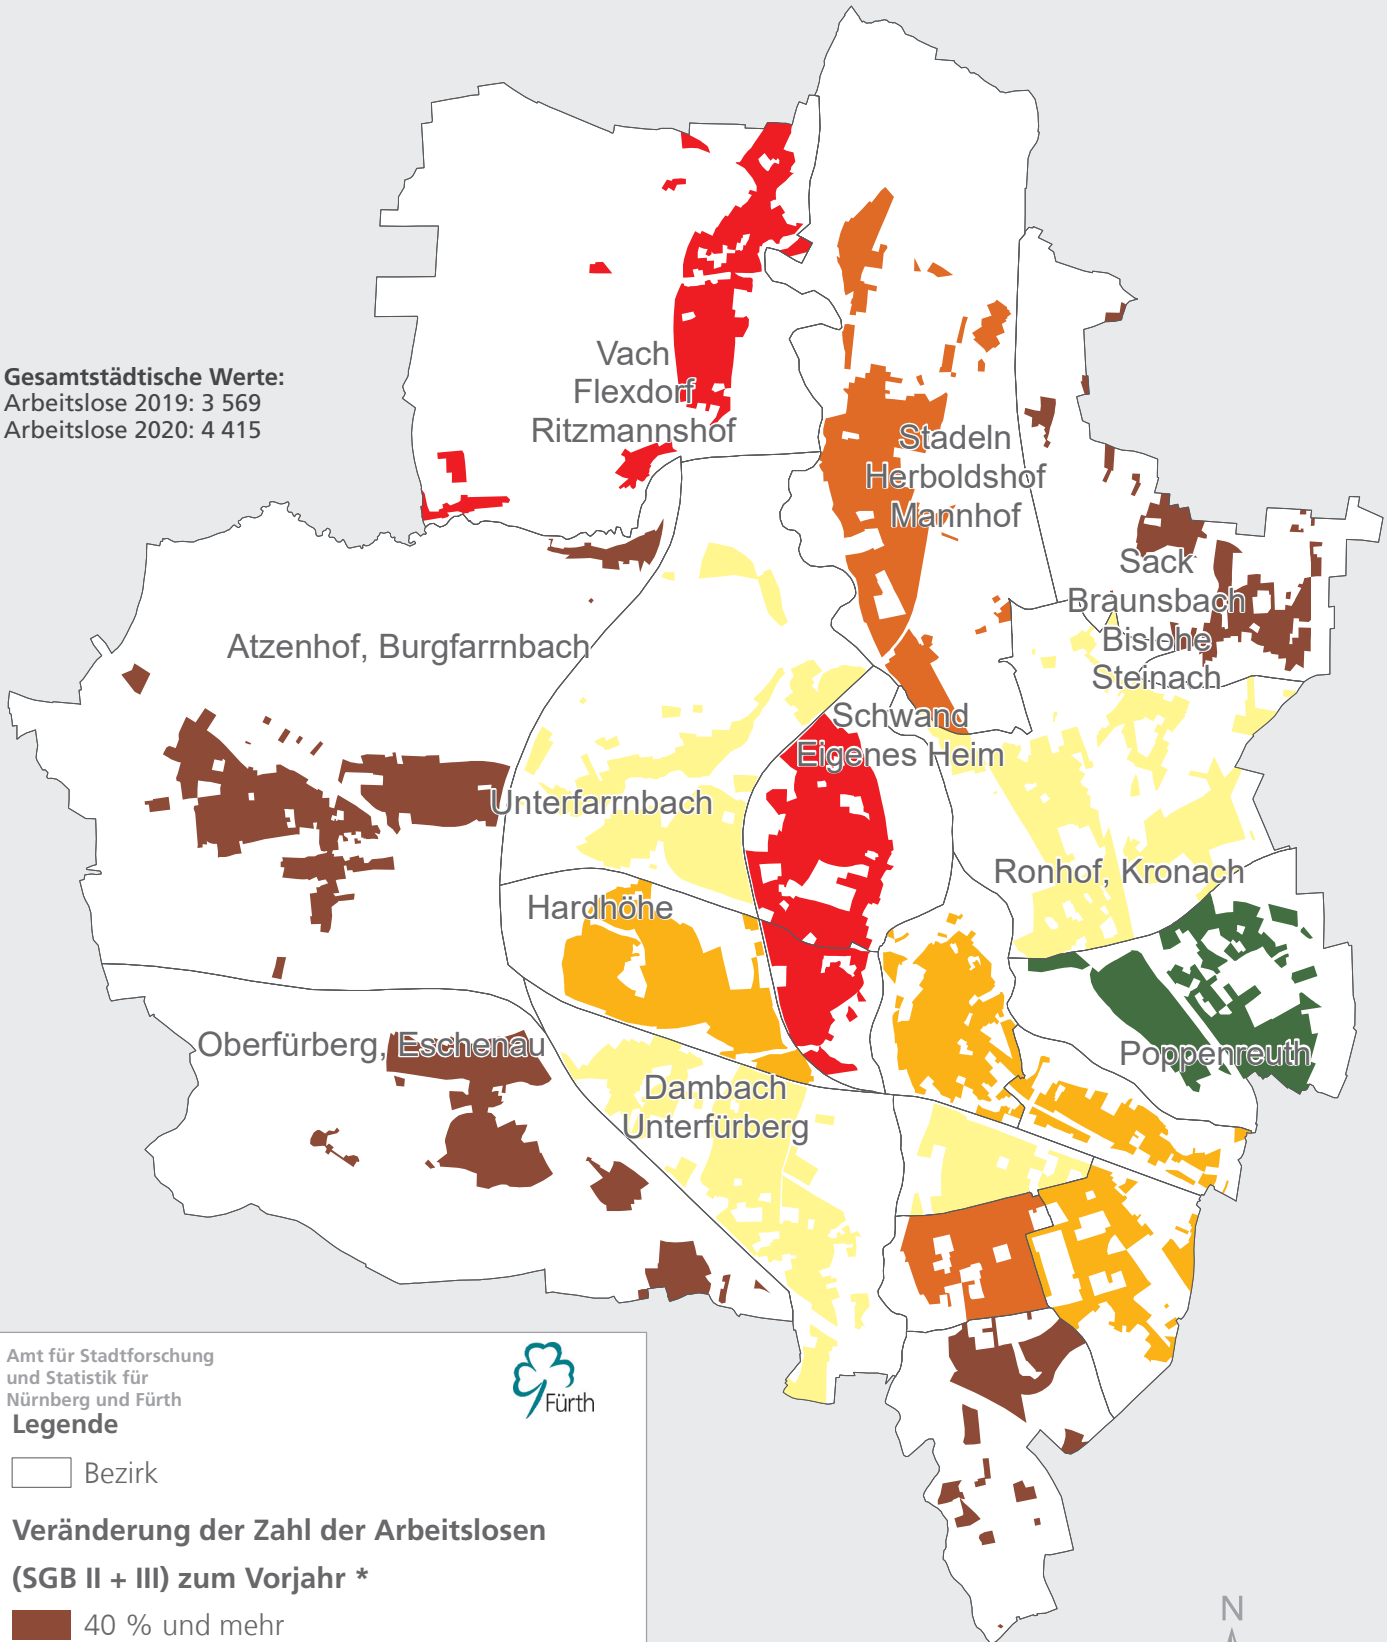 Gesamtstädtische Werte:
Arbeitslose 2019: 3 569
Arbeitslose 2020: 4 415
Vach
Flexdorf
Ritzmannshof
Stadeln
Herboldshof
Mannhof
Sack
Braunsbach
Bislohe
Steinach
Atzenhof, Burgfarrnbach
Schwand
Eigenes Heim
Unterfarrnbach
Ronhof, Kronach
Hardhöhe
Oberfürberg, Eschenau
Poppenreuth
Dambach
Unterfürberg
Amt für Stadtforschung
und Statistik für
Nürnberg und Fürth
Fürth
Legende
Bezirk
Veränderung der Zahl der Arbeitslosen
(SGB II + III) zum Vorjahr *
40 % und mehr
N